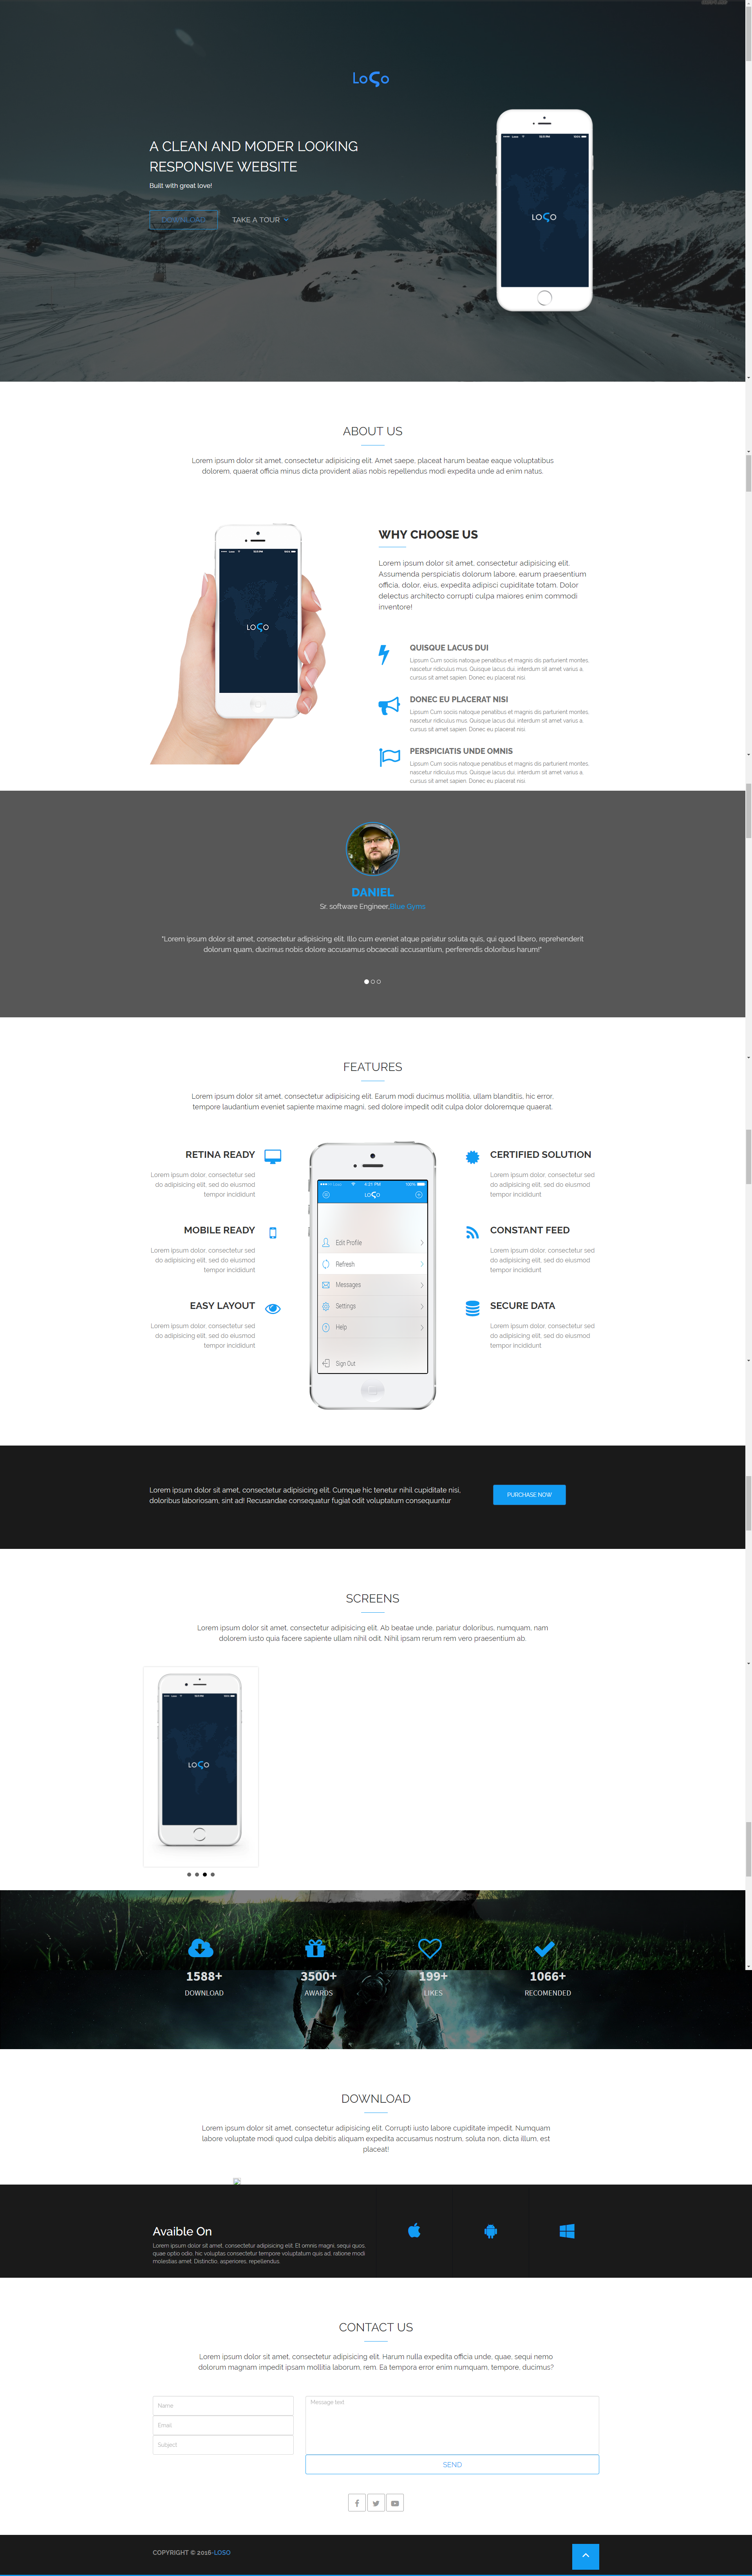 LOGO
A CLEAN AND MODER LOOKING
RESPONSIVE WEBSITE
Built with great love!
DOWNLOAD
TAKE A TOUR
LOGO
ABOUT US
Lorem ipsum dolor sit amet, consectetur adipisicing elit. Amet saepe, placeat harum beatae eaque voluptatibus
dolorem, quaerat officia minus dicta provident alias nobis repellendus modi expedita unde ad enim natus.
LOGO
WHY CHOOSE US
Lorem ipsum dolor sit amet, consectetur adipisicing elit.
Assumenda perspiciatis dolorum labore, earum praesentium
officia, dolor, eius, expedita adipisci cupiditate totam. Dolor
delectus architecto corrupti culpa maiores enim commodi
inventore!
QUISQUE LACUS DUI
Lipsum Cum sociis natoque penatibus et magnis dis parturient montes,
nascetur ridiculus mus. Quisque lacus dui. interdum sit amet varius a,
cursus sit amet sapien. Donec eu placerat nisi.
DONEC EU PLACERAT NISI
Lipsum Cum sociis natoque penatibus et magnis dis parturient montes,
nascetur ridiculus mus. Quisque lacus dui. interdum sit amet varius a,
cursus sit amet sapien. Donec eu placerat nisi.
PERSPICIATIS UNDE OMNIS
Lipsum Cum sociis natoque penatibus et magnis dis parturient montes,
nascetur ridiculus mus. Quisque lacus dui. interdum sit amet varius a,
cursus sit amet sapien. Donec eu placerat nisi.
DANIEL
Sr. software Engineer,Blue Gyms
"Lorem ipsum dolor sit amet, consectetur adipisicing elit. Illo cum eveniet atque pariatur soluta quis, qui quod libero, reprehenderit
dolorum quam, ducimus nobis dolore accusamus obcaecati accusantium, perferendis doloribus harum!"
FEATURES
Lorem ipsum dolor sit amet, consectetur adipisicing elit. Earum modi ducimus mollitia, ullam blanditiis, hic error,
tempore laudantium eveniet sapiente maxime magni, sed dolore impedit odit culpa dolor doloremque quaerat.
RETINA READY
Lorem ipsum dolor, consectetur sed
do adipisicing elit, sed do eiusmod
tempor incididunt
MOBILE READY
Lorem ipsum dolor, consectetur sed
do adipisicing elit, sed do eiusmod
tempor incididunt
EASY LAYOUT
Lorem ipsum dolor, consectetur sed
do adipisicing elit, sed do eiusmod
tempor incididunt
4:21 PM
100%
LOGO
Edit Profile
Refresh
Messages
Settings
Help
Sign Out
CERTIFIED SOLUTION
Lorem ipsum dolor, consectetur sed
do adipisicing elit, sed do eiusmod
tempor incididunt
CONSTANT FEED
Lorem ipsum dolor, consectetur sed
do adipisicing elit, sed do eiusmod
tempor incididunt
SECURE DATA
Lorem ipsum dolor, consectetur sed
do adipisicing elit, sed do eiusmod
tempor incididunt
Lorem ipsum dolor sit amet, consectetur adipisicing elit. Cumque hic tenetur nihil cupiditate nisi,
doloribus laboriosam, sint ad! Recusandae consequatur fugiat odit voluptatum consequuntur
PURCHASE NOW
SCREENS
Lorem ipsum dolor sit amet, consectetur adipisicing elit. Ab beatae unde, pariatur doloribus, numquam, nam
dolorem iusto quia facere sapiente ullam nihil odit. Nihil ipsam rerum rem vero praesentium ab.
LOGO
1588+
DOWNLOAD
3500+
AWARDS
199+
LIKES
1066+
RECOMENDED
DOWNLOAD
Lorem ipsum dolor sit amet, consectetur adipisicing elit. Corrupti iusto labore cupiditate impedit. Numquam
labore voluptate modi quod culpa debitis aliquam expedita accusamus nostrum, soluta non, dicta illum, est
placeat!
Avaible On
Lorem ipsum dolor sit amet, consectetur adipisicing elit. Et omnis magni, sequi quos,
quae optio odio, hic voluptas consectetur tempore voluptatum quis ad, ratione modi
molestias amet. Distinctio, asperiores, repellendus.
CONTACT US
Lorem ipsum dolor sit amet, consectetur adipisicing elit. Harum nulla expedita officia unde, quae, sequi nemo
dolorum magnam impedit ipsam mollitia laborum, rem. Ea tempora error enim numquam, tempore, ducimus?
Name
Email
Subject
Message text
SEND
COPYRIGHT © 2016-LOSO